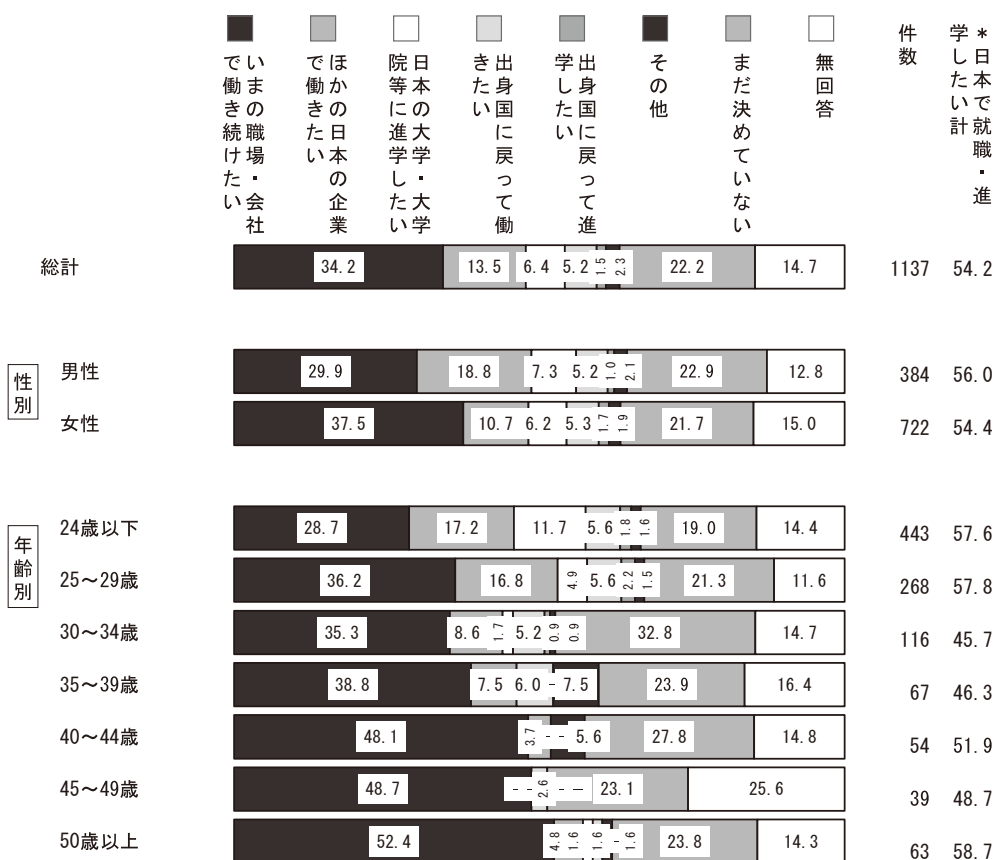 いまの職場・会社
で働き続けたい
ほかの日本の企業
で働きたい
日本の大学・大学
院等に進学したい
出身国に戻って働
きたい
出身国に戻って進
学したい
その他
まだ決めていない
無回答
件数
＊日本で就職・進
学したい計
総計 34.2 13.5 6.4 5.2 1.5 2.3 22.2 14.7 1137 54.2
性別
男性 29.9 18.8 7.3 5.2 1.0 2.1 22.9 12.8 384 56.0
女性 37.5 10.7 6.2 5.3 1.7 1.9 21.7 15.0 722 54.4
年齢別
24歳以下 28.7 17.2 11.7 5.6 1.8 1.6 19.0 14.4 443 57.6
25～29歳 36.2 16.8 4.9 5.6 2.2 1.5 21.3 11.6 268 57.8
30～34歳 35.3 8.6 1.7 5.2 0.9 0.9 32.8 14.7 116 45.7
35～39歳 38.8 7.5 6.0 - 7.5 23.9 16.4 67 46.3
40～44歳 48.1 3.7 - - 5.6 27.8 14.8 54 51.9
45～49歳 48.7 - - 2.6 - - 23.1 25.6 39 48.7
50歳以上 52.4 4.8 1.6 1.6 - 1.6 23.8 14.3 63 58.7